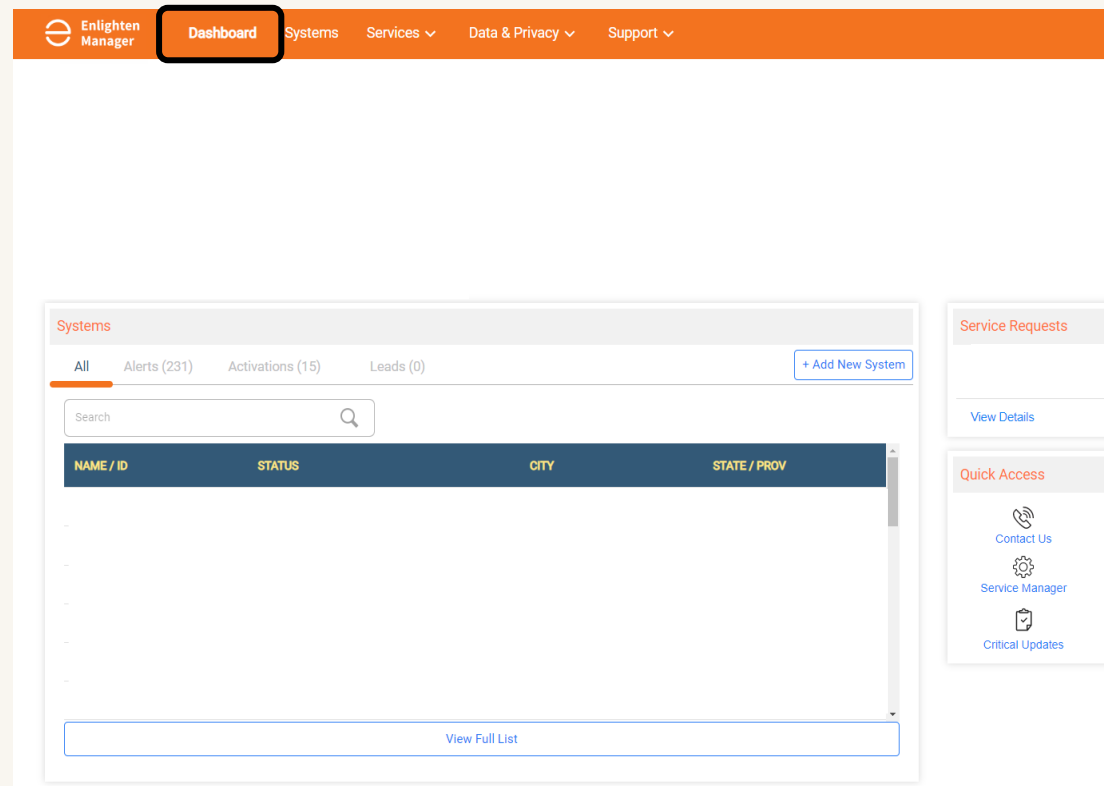 Enlighten
Manager
Dashboard Systems Services Data & Privacy Support
Systems
All Alerts (231) Activations (15) Leads (0) + Add New System
Search
NAME / ID STATUS CITY STATE / PROV
View Full List
Service Requests
View Details
Quick Access
Contact Us
Service Manager
Critical Updates